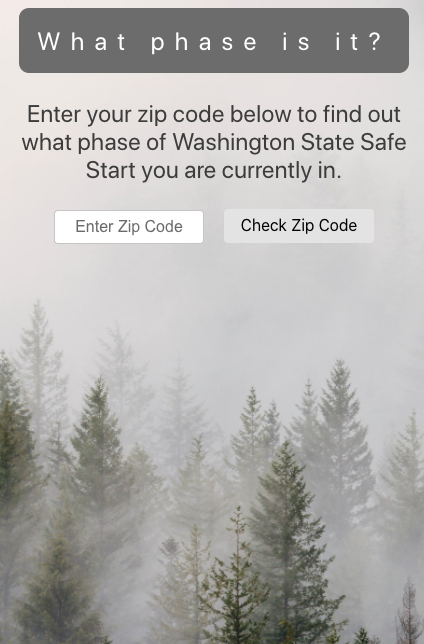 What phase is it?
Enter your zip code below to find out
what phase of Washington State Safe
Start you are currently in.
Enter Zip Code Check Zip Code